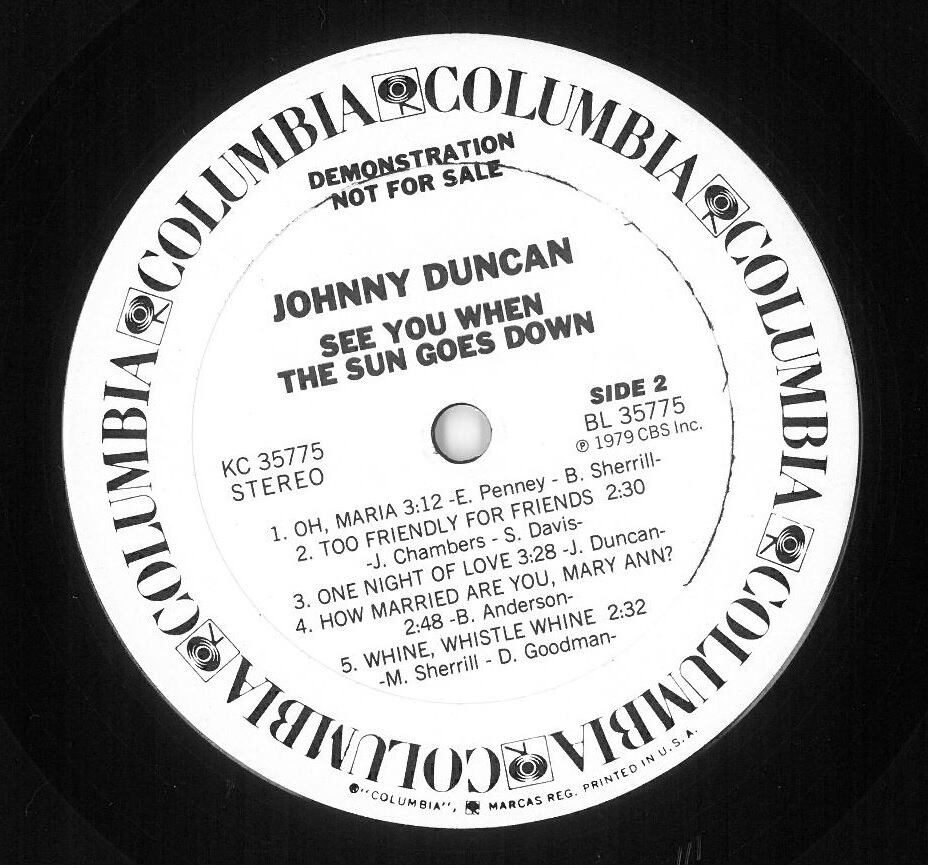 COLUMBIA COLUMBIA COLUMBIA COLUMBIA COLUMBIA COLUMBIA COLUMBIA COLUMBIA
DEMONSTRATION
NOT FOR SALE
JOHNNY DUNCAN
SEE YOU WHEN
THE SUN GOES DOWN
SIDE 2
BL 35775
℗ 1979 CBS Inc.
KC 35775
STEREO
1. OH, MARIA 3:12 -E. Penney - B. Sherrill-
2. TOO FRIENDLY FOR FRIENDS 2:30
-J. Chambers - S. Davis-
3. ONE NIGHT OF LOVE 3:28 -J. Duncan-
4. HOW MARRIED ARE YOU, MARY ANN?
2:48 -B. Anderson-
5. WHINE, WHISTLE WHINE 2:32
-M. Sherrill - D. Goodman-
"COLUMBIA", MARCAS REG. PRINTED IN U.S.A.